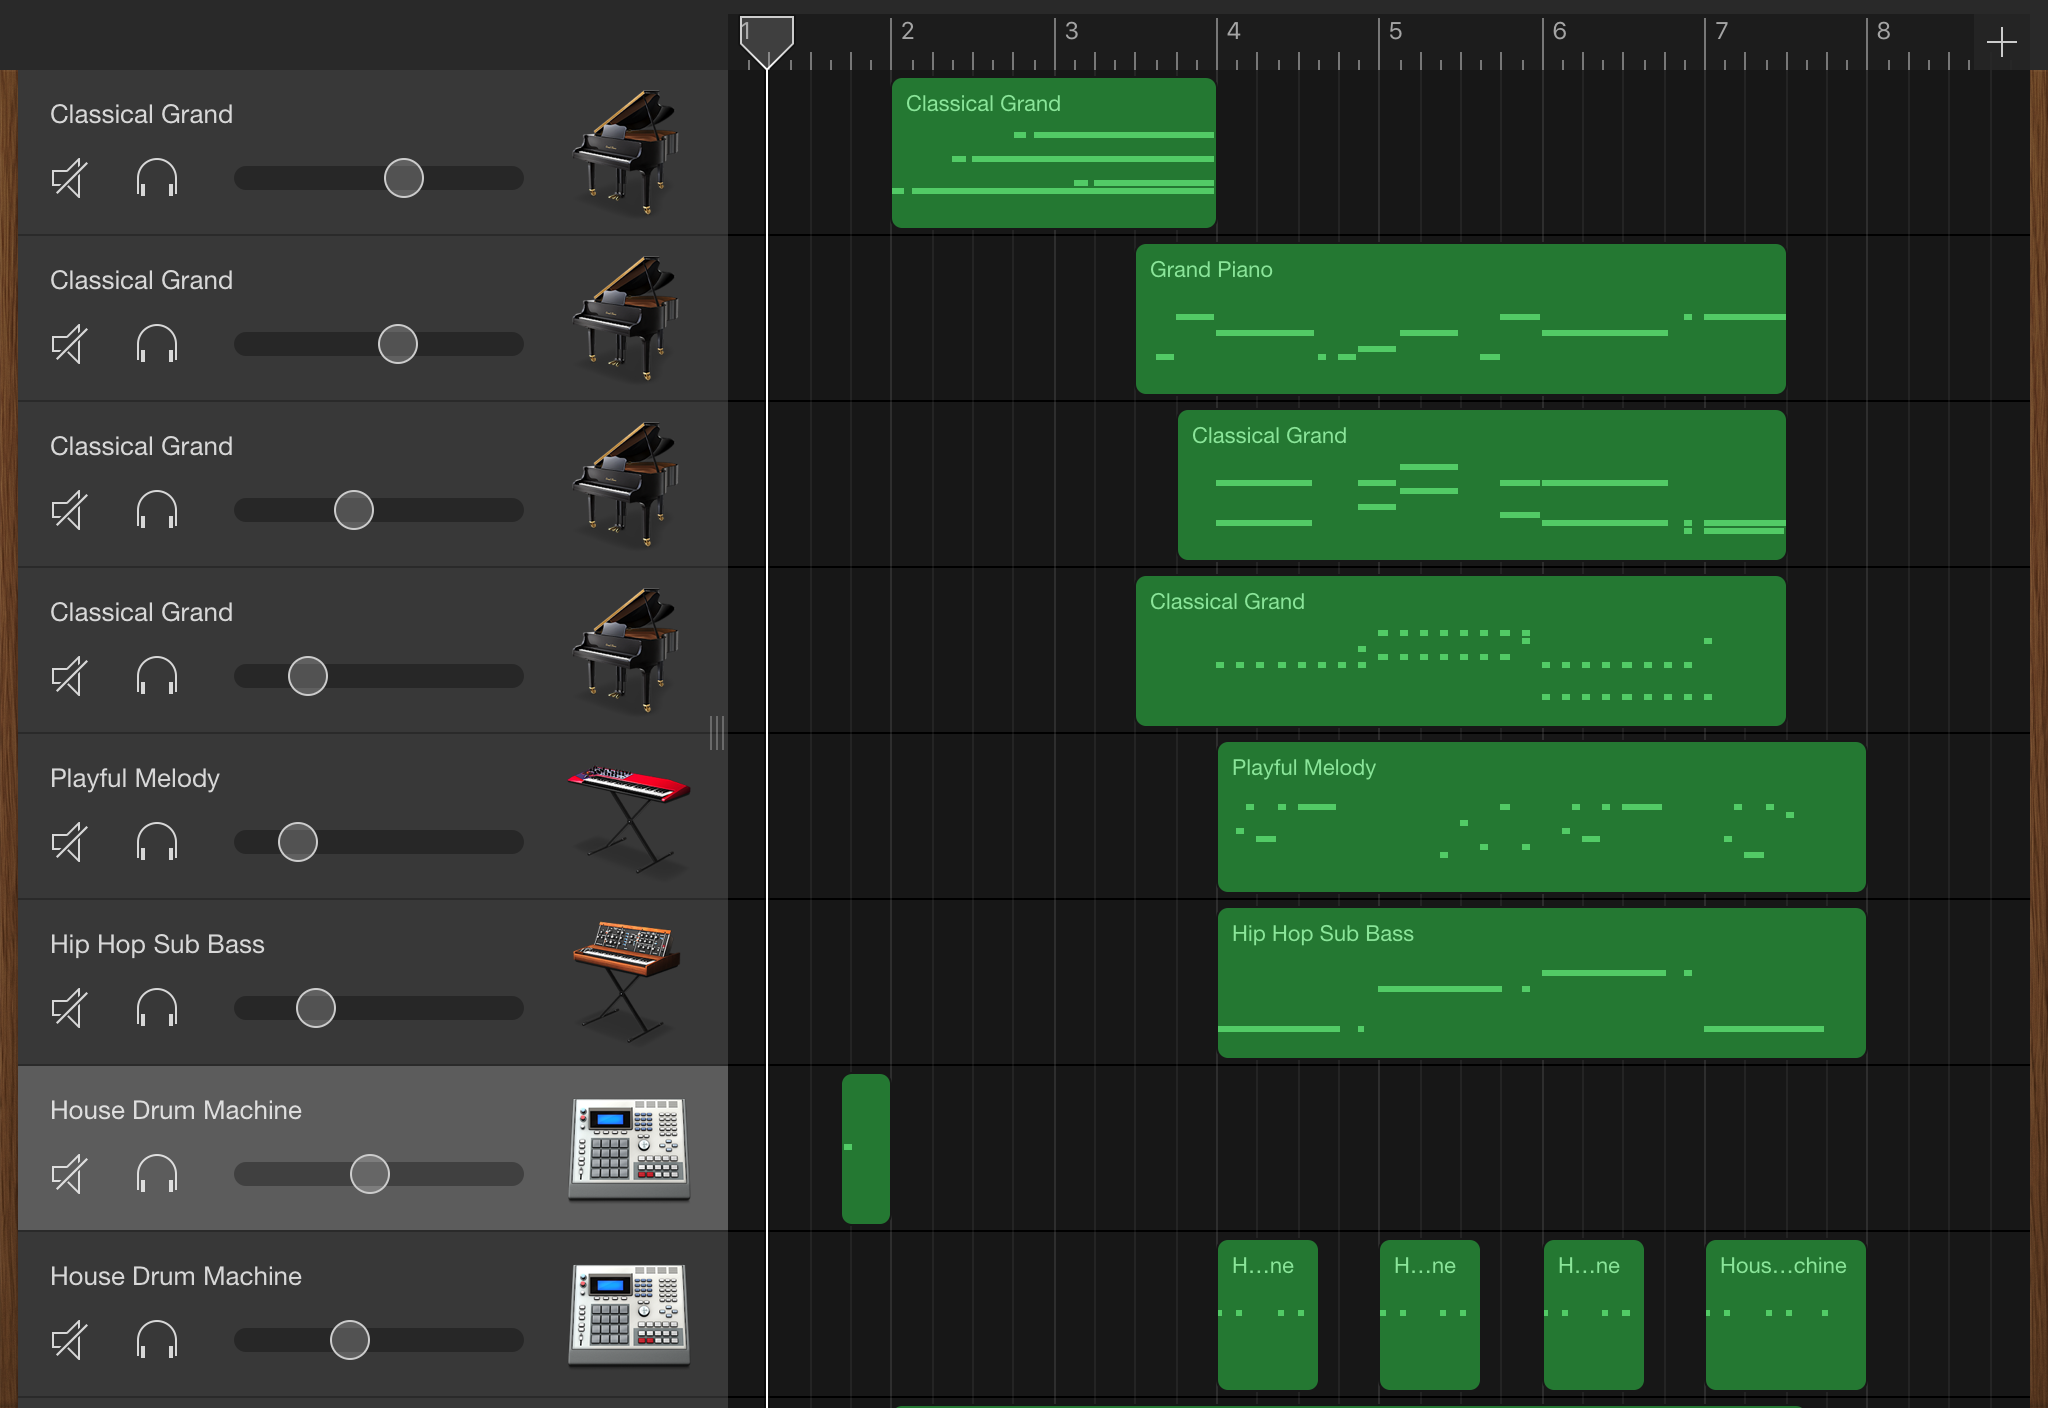 1 2 3 4 5 6 7 8
Classical Grand
Classical Grand
Classical Grand
Grand Piano
Classical Grand
Classical Grand
Classical Grand
Classical Grand
Playful Melody
Playful Melody
Hip Hop Sub Bass
Hip Hop Sub Bass
House Drum Machine
House Drum Machine
H...ne H...ne H...ne Hous...chine